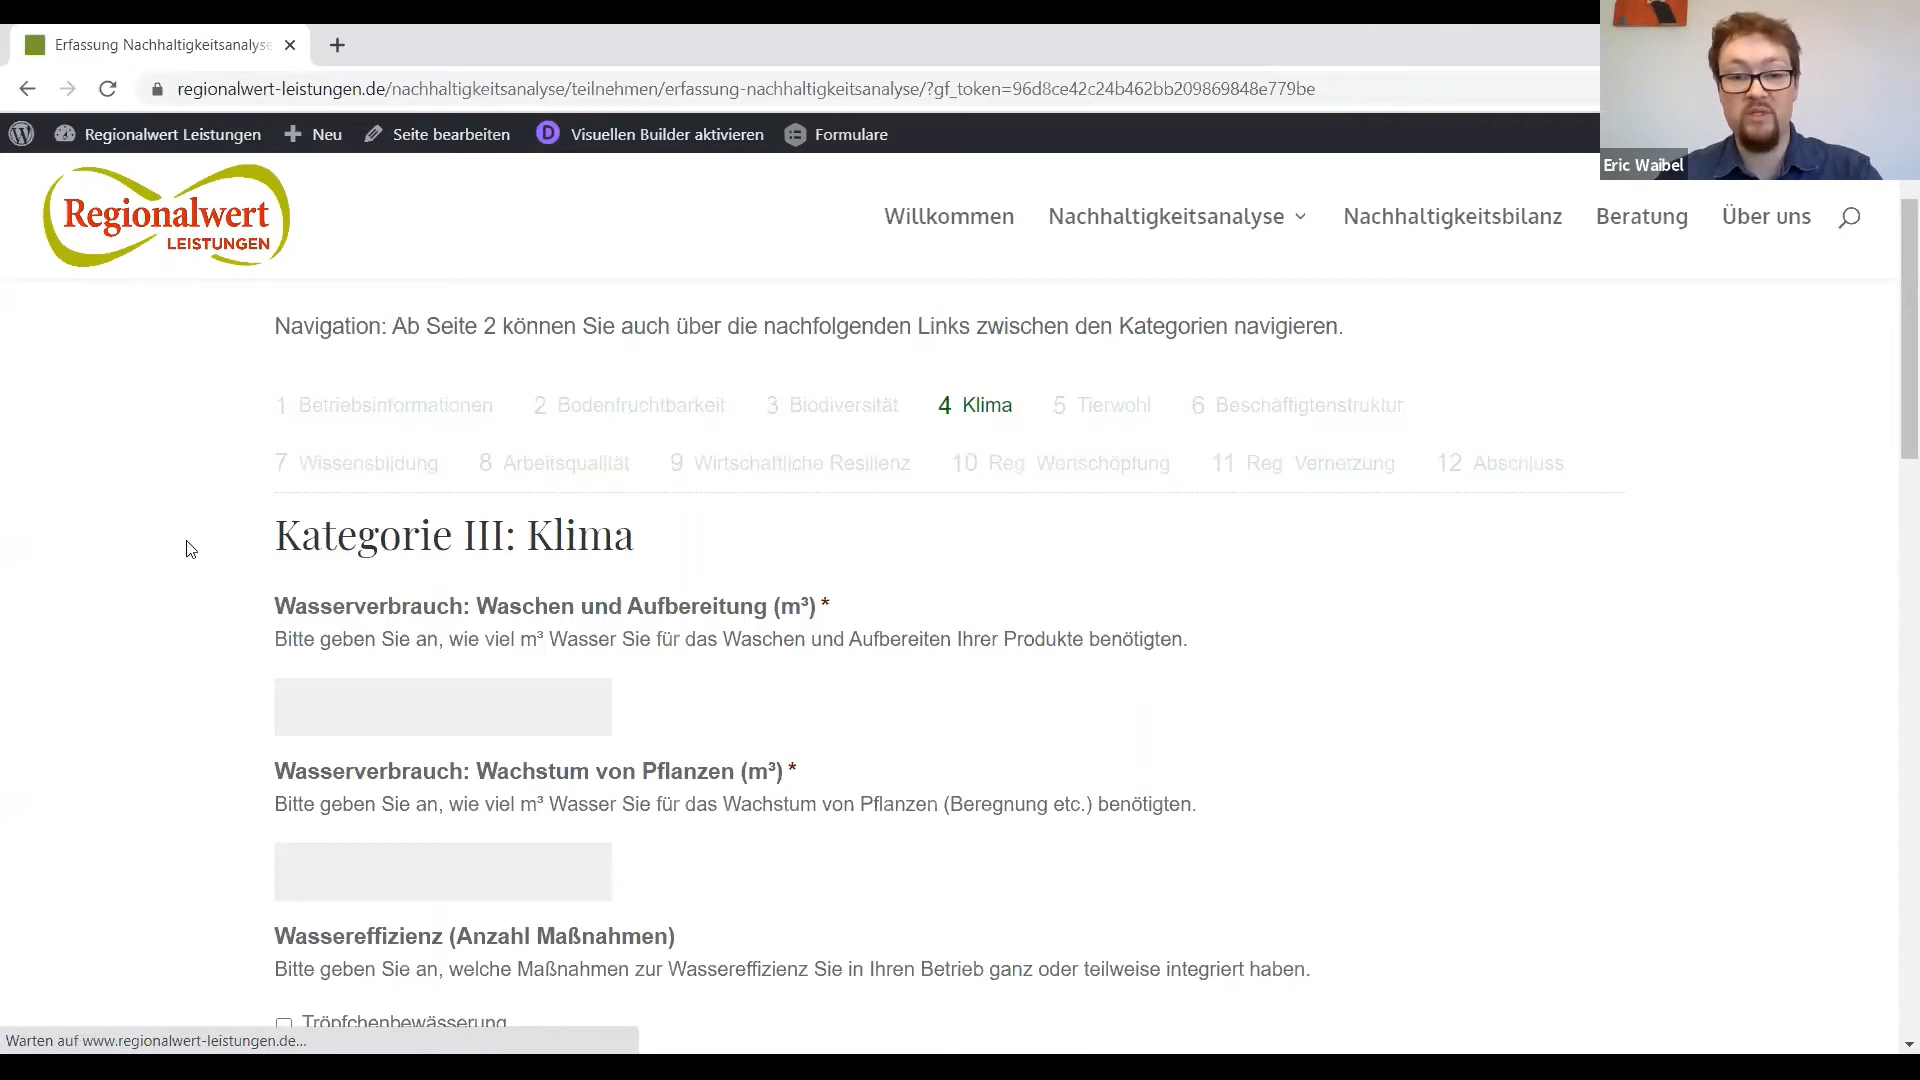 Erfassung Nachhaltigkeitsanalyse
regionalwert-leistungen.de/nachhaltigkeitsanalyse/teilnehmen/erfassung-nachhaltigkeitsanalyse/?gf_token=96d8ce42c24b462bb209869848e779be
Regionalwert Leistungen Neu Seite bearbeiten D Visuellen Builder aktivieren Formulare
Eric Waibel
Regionalwert
LEISTUNGEN
Willkommen Nachhaltigkeitsanalyse Nachhaltigkeitsbilanz Beratung Über uns
Navigation: Ab Seite 2 können Sie auch über die nachfolgenden Links zwischen den Kategorien navigieren.
1 Betriebsinformationen 2 Bodenfruchtbarkeit 3 Biodiversität 4 Klima 5 Tierwohl 6 Beschäftigtenstruktur
7 Wissensbildung 8 Arbeitsqualität 9 Wirtschaftliche Resilienz 10 Reg Wertschöpfung 11 Reg Vernetzung 12 Abschluss
Kategorie III: Klima
Wasserverbrauch: Waschen und Aufbereitung (m³) *
Bitte geben Sie an, wie viel m³ Wasser Sie für das Waschen und Aufbereiten Ihrer Produkte benötigten.
Wasserverbrauch: Wachstum von Pflanzen (m³) *
Bitte geben Sie an, wie viel m³ Wasser Sie für das Wachstum von Pflanzen (Beregnung etc.) benötigten.
Wassereffizienz (Anzahl Maßnahmen)
Bitte geben Sie an, welche Maßnahmen zur Wassereffizienz Sie in Ihren Betrieb ganz oder teilweise integriert haben.
Tröpfchenbewässerung
Warten auf www.regionalwert-leistungen.de...